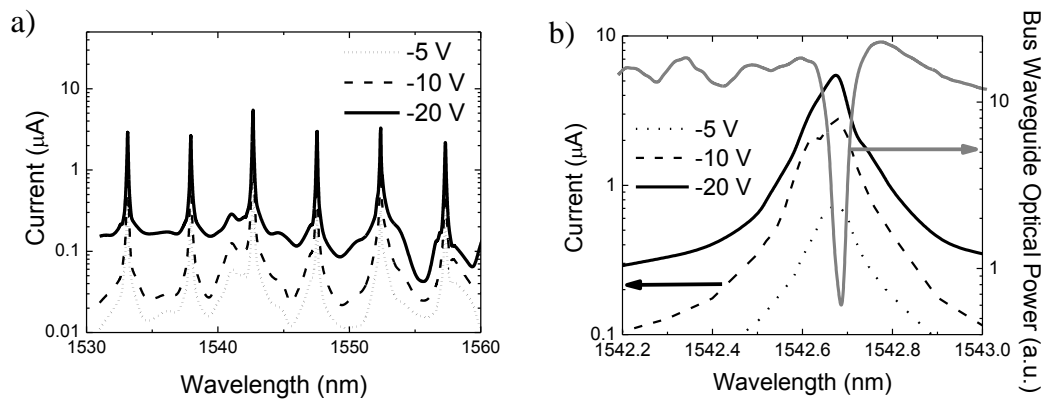 a)
-5 V
-10 V
-20 V
100
10
1
0.1
0.01
Current (μA)
1530
1540
1550
1560
Wavelength (nm)
b)
-5 V
-10 V
-20 V
10
1
0.1
Current (μA)
1542.2
1542.4
1542.6
1542.8
1543.0
Wavelength (nm)
10
1
Bus Waveguide Optical Power (a.u.)